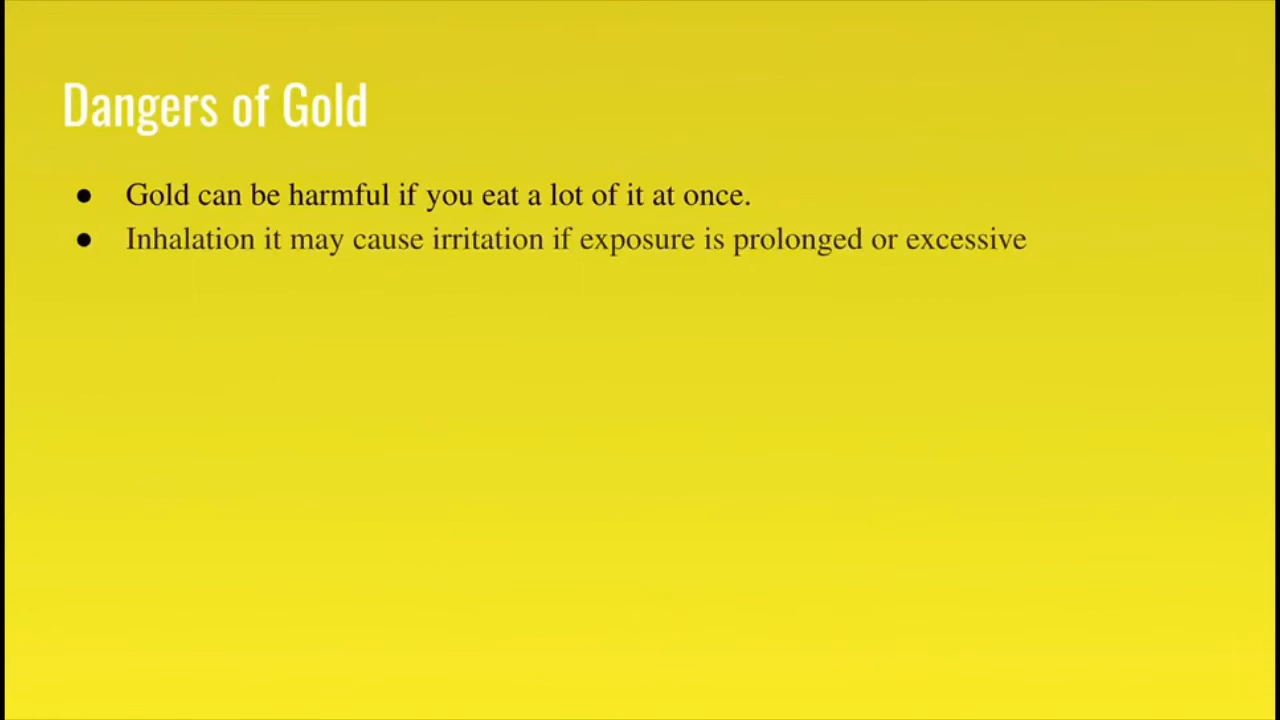 Dangers of Gold
● Gold can be harmful if you eat a lot of it at once.
● Inhalation it may cause irritation if exposure is prolonged or excessive